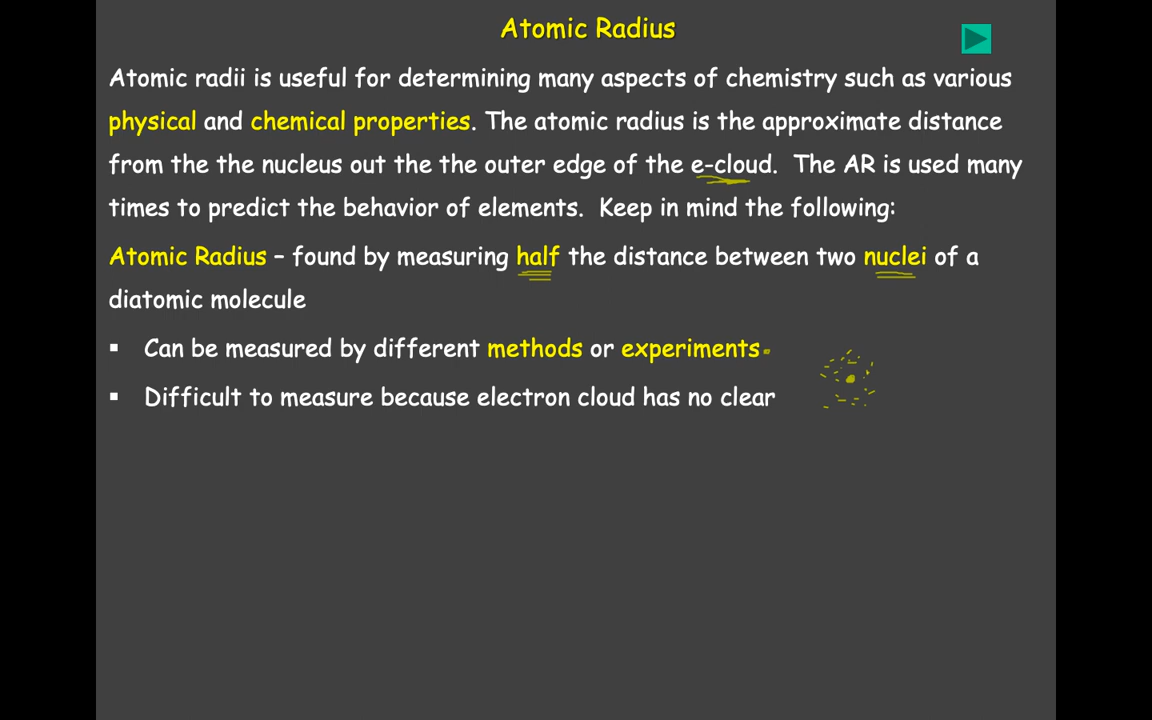 Atomic Radius
Atomic radii is useful for determining many aspects of chemistry such as various
physical and chemical properties. The atomic radius is the approximate distance
from the the nucleus out the the outer edge of the e-cloud. The AR is used many
times to predict the behavior of elements. Keep in mind the following:
Atomic Radius – found by measuring half the distance between two nuclei of a
diatomic molecule
▪ Can be measured by different methods or experiments
▪ Difficult to measure because electron cloud has no clear